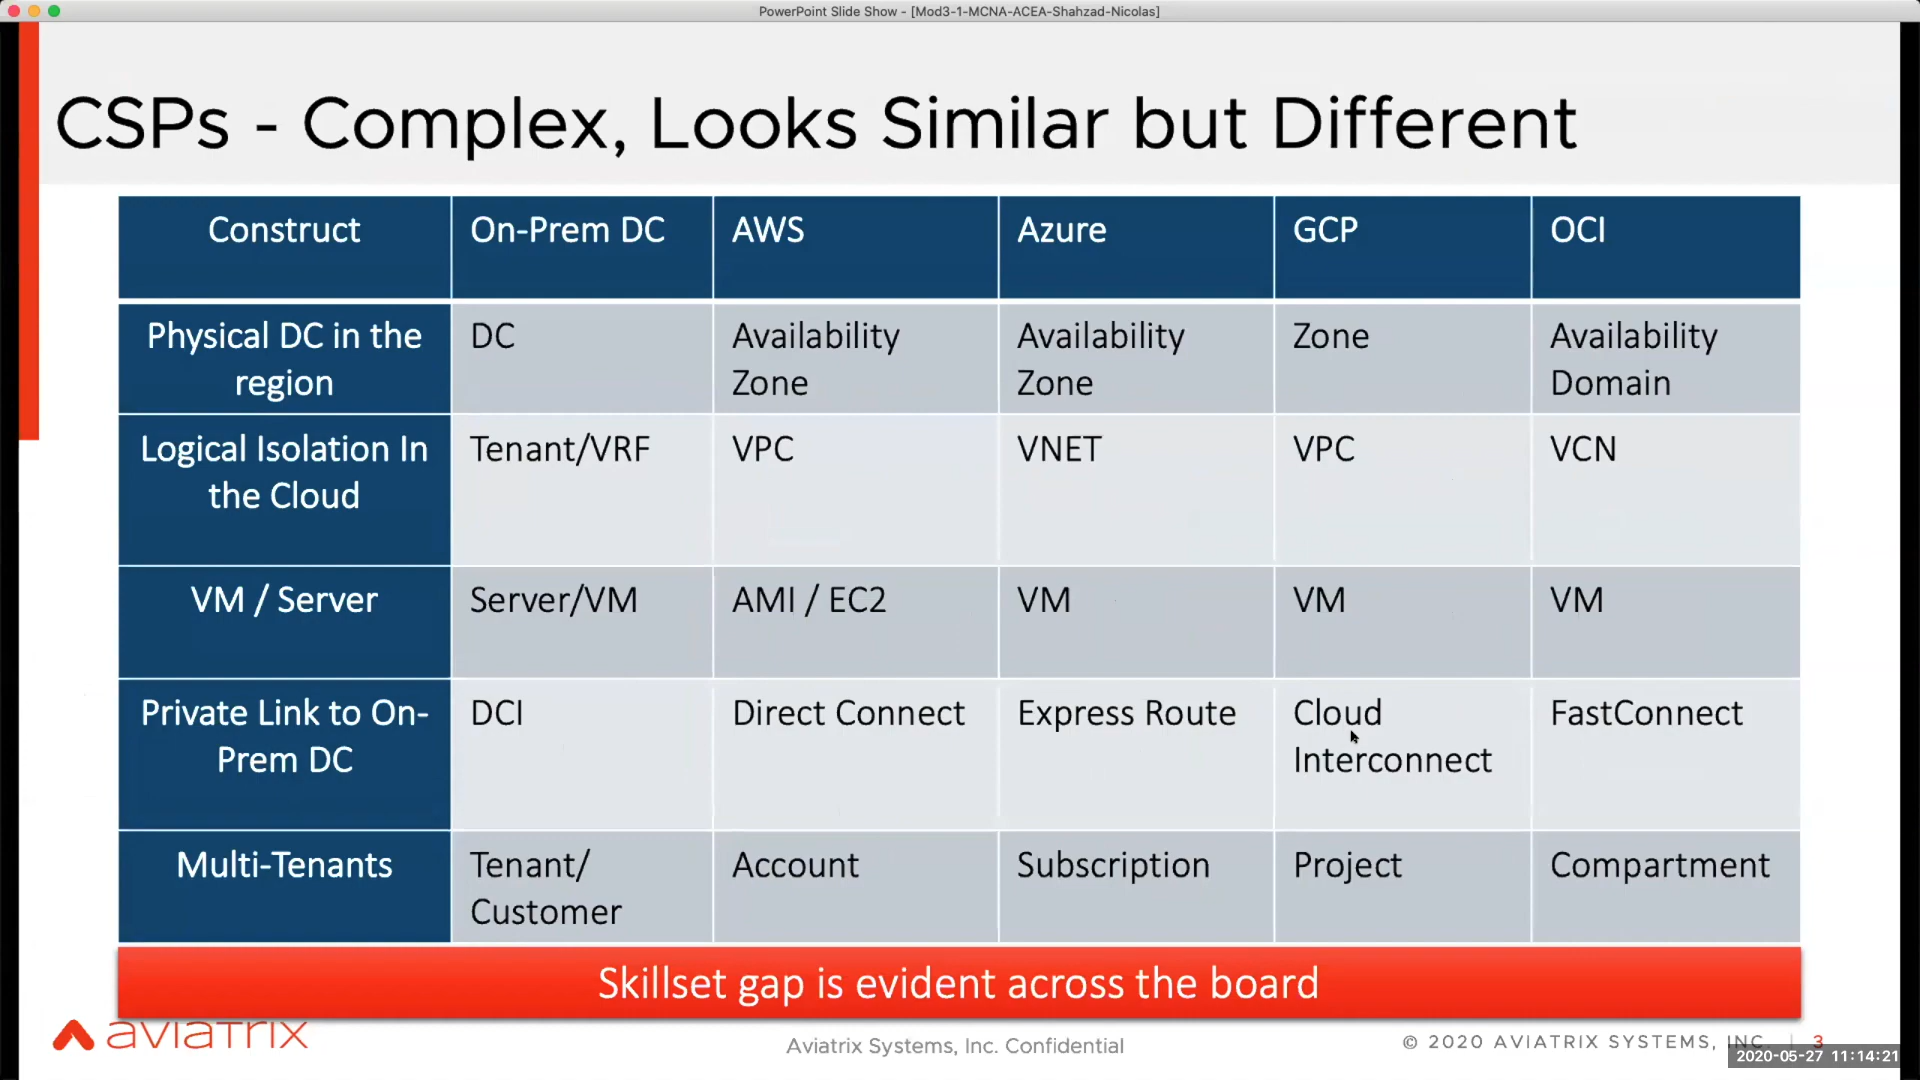 PowerPoint Slide Show - [Mod3-1-MCNA-ACEA-Shahzad-Nicolas]
CSPs - Complex, Looks Similar but Different
Construct
On-Prem DC
AWS
Azure
GCP
OCI
Physical DC in the
region
DC
Availability
Zone
Availability
Zone
Zone
Availability
Domain
Logical Isolation In
the Cloud
Tenant/VRF
VPC
VNET
VPC
VCN
VM / Server
Server/VM
AMI / EC2
VM
VM
VM
Private Link to On-
Prem DC
DCI
Direct Connect
Express Route
Cloud
Interconnect
FastConnect
Multi-Tenants
Tenant/
Customer
Account
Subscription
Project
Compartment
Skillset gap is evident across the board
aviatrix
Aviatrix Systems, Inc. Confidential
© 2020 AVIATRIX SYSTEMS, INC. | 3
2020-05-27 11:14:21